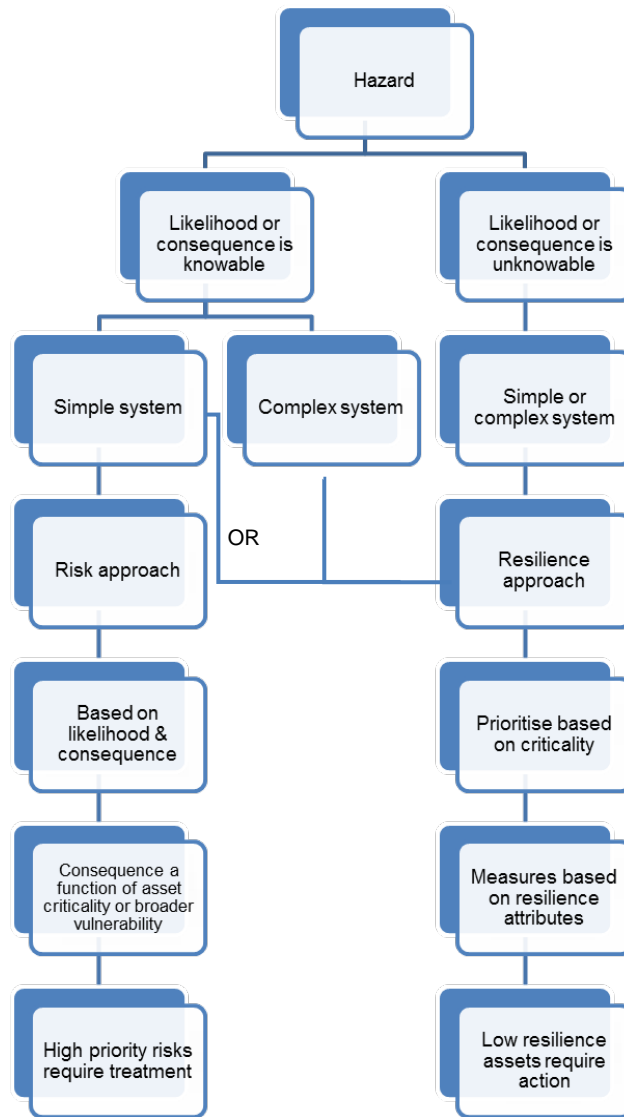 Hazard
Likelihood or
consequence is
knowable
Likelihood or
consequence is
unknowable
Simple system
Complex system
Simple or
complex system
OR
Risk approach
Resilience
approach
Based on
likelihood &
consequence
Prioritise based
on criticality
Consequence a
function of asset
criticality or broader
vulnerability
Measures based
on resilience
attributes
High priority risks
require treatment
Low resilience
assets require
action